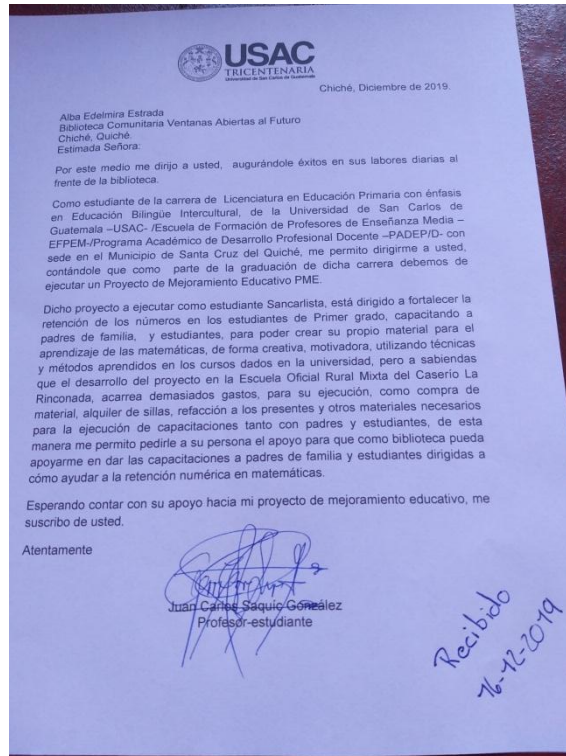 USAC
TRICENTENARIA
Universidad de San Carlos de Guatemala
Chiché, Diciembre de 2019.
Alba Edelmira Estrada
Biblioteca Comunitaria Ventanas Abiertas al Futuro
Chiché, Quiché.
Estimada Señora:
Por este medio me dirijo a usted, augurándole éxitos en sus labores diarias al
frente de la biblioteca.
Como estudiante de la carrera de Licenciatura en Educación Primaria con énfasis
en Educación Bilingüe Intercultural, de la Universidad de San Carlos de
Guatemala –USAC- /Escuela de Formación de Profesores de Enseñanza Media –
EFPEM-/Programa Académico de Desarrollo Profesional Docente –PADEP/D- con
sede en el Municipio de Santa Cruz del Quiché, me permito dirigirme a usted,
contándole que como parte de la graduación de dicha carrera debemos de
ejecutar un Proyecto de Mejoramiento Educativo PME.
Dicho proyecto a ejecutar como estudiante Sancarlista, está dirigido a fortalecer la
retención de los números en los estudiantes de Primer grado, capacitando a
padres de familia, y estudiantes, para poder crear su propio material para el
aprendizaje de las matemáticas, de forma creativa, motivadora, utilizando técnicas
y métodos aprendidos en los cursos dados en la universidad, pero a sabiendas
que el desarrollo del proyecto en la Escuela Oficial Rural Mixta del Caserio La
Rinconada, acarrea demasiados gastos, para su ejecución, como compra de
material, alquiler de sillas, refacción a los presentes y otros materiales necesarios
para la ejecución de capacitaciones tanto con padres y estudiantes, de esta
manera me permito pedirle a su persona el apoyo para que como biblioteca pueda
apoyarme en dar las capacitaciones a padres de familia y estudiantes dirigidas a
cómo ayudar a la retención numérica en matemáticas.
Esperando contar con su apoyo hacia mi proyecto de mejoramiento educativo, me
suscribo de usted.
Atentamente
Juan Carlos Saquic González
Profesor-estudiante
Recibido
16-12-2019